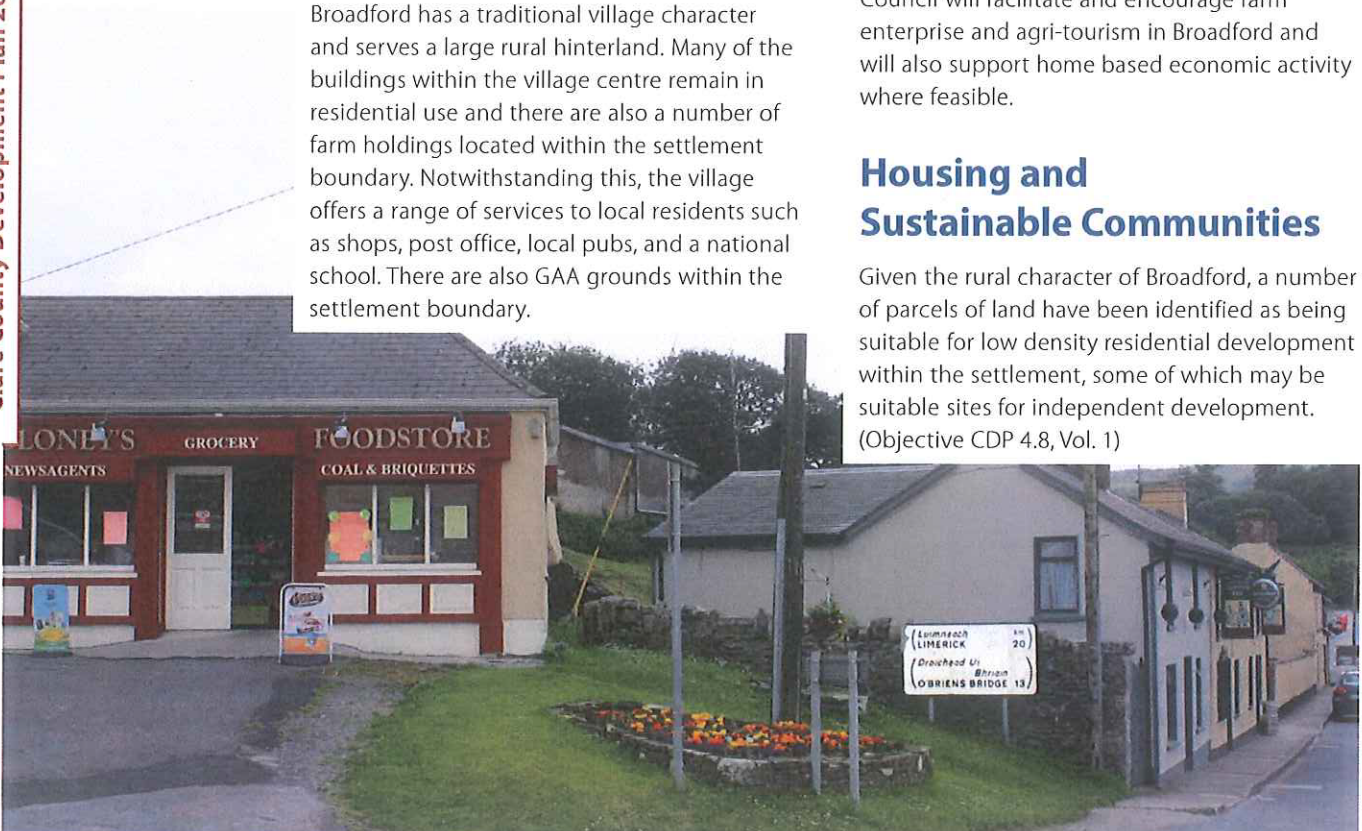 Clare County Development Plan 20
Broadford has a traditional village character
and serves a large rural hinterland. Many of the
buildings within the village centre remain in
residential use and there are also a number of
farm holdings located within the settlement
boundary. Notwithstanding this, the village
offers a range of services to local residents such
as shops, post office, local pubs, and a national
school. There are also GAA grounds within the
settlement boundary.
Council will facilitate and encourage farm
enterprise and agri-tourism in Broadford and
will also support home based economic activity
where feasible.
Housing and
Sustainable Communities
Given the rural character of Broadford, a number
of parcels of land have been identified as being
suitable for low density residential development
within the settlement, some of which may be
suitable sites for independent development.
(Objective CDP 4.8, Vol. 1)
LONEY'S GROCERY FOODSTORE
NEWSAGENTS COAL & BRIQUETTES
Luimneach km
LIMERICK 20
Droichead Uí
Bhriain
O'BRIENS BRIDGE 13